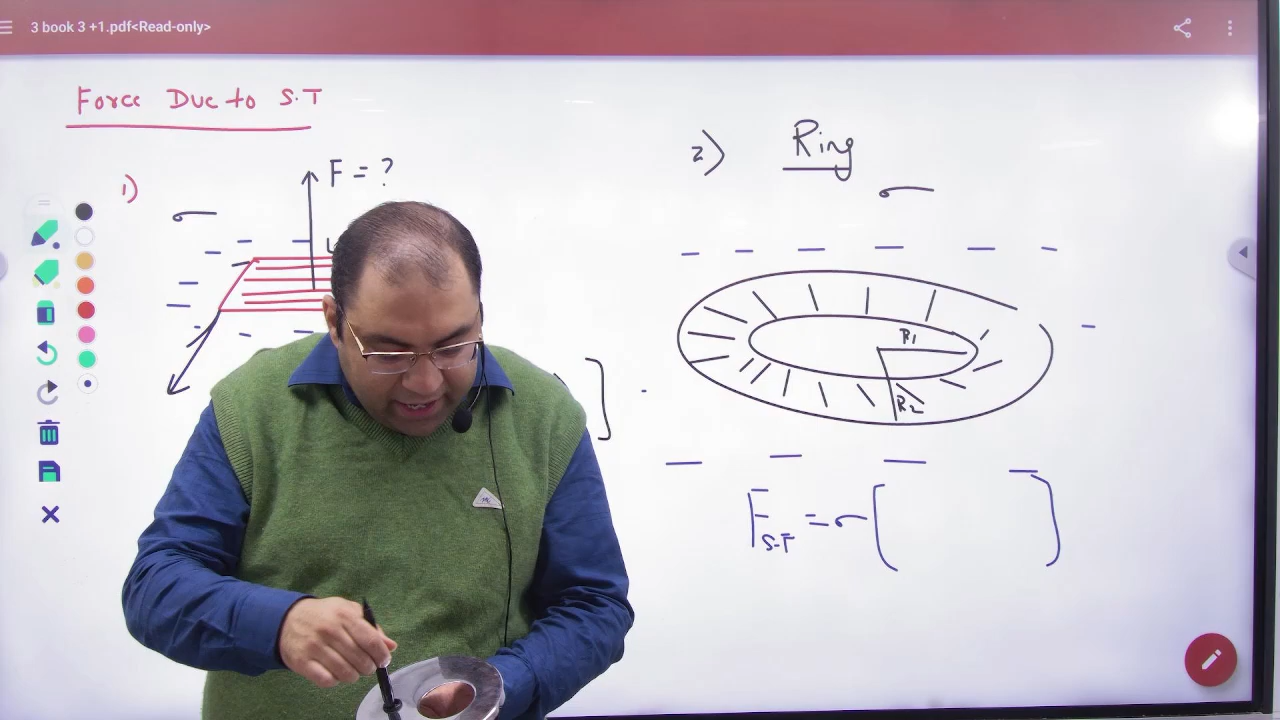 3 book 3 +1.pdf<Read-only>
Force Due to S.T
1)
σ
F = ?
2)
Ring
σ
R1
R2
F S.T = σ [ ]